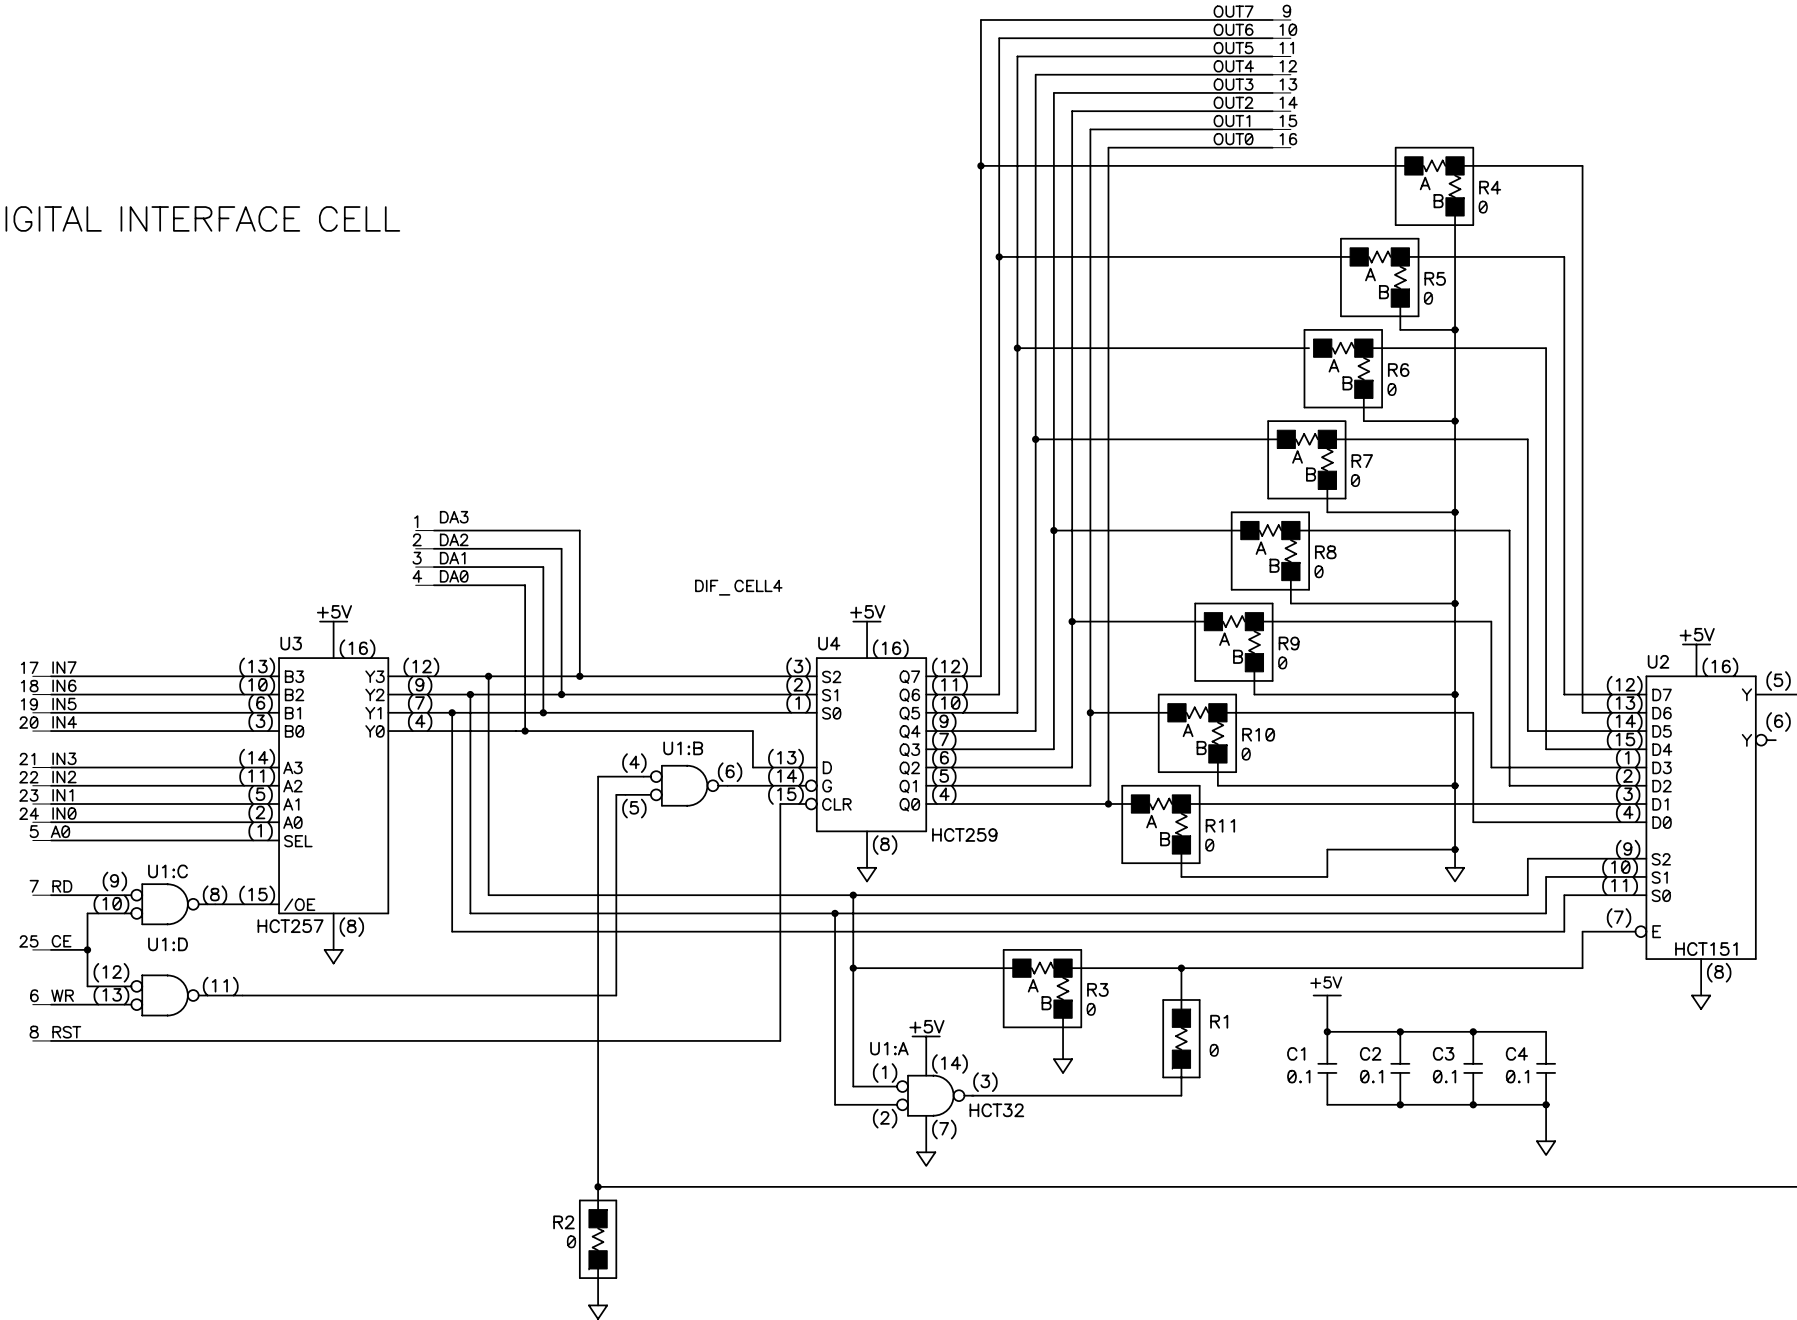 OUT7 9
OUT6 10
OUT5 11
OUT4 12
OUT3 13
OUT2 14
OUT1 15
OUT0 16
IGITAL INTERFACE CELL
A
B
R4
0
A
B
R5
0
A
B
R6
0
A
B
R7
0
A
B
R8
0
A
B
R9
0
A
B
R10
0
A
B
R11
0
1 DA3
2 DA2
3 DA1
4 DA0
DIF_CELL4
+5V
U3
(16)
17 IN7 (13) B3
18 IN6 (10) B2
19 IN5 (6) B1
20 IN4 (3) B0
21 IN3 (14) A3
22 IN2 (11) A2
23 IN1 (5) A1
24 IN0 (2) A0
5 A0 (1) SEL
Y3 (12)
Y2 (9)
Y1 (7)
Y0 (4)
(15) /OE
HCT257
(8)
7 RD
U1:C
(9)
(10)
(8)
25 CE
U1:D
(12)
(13)
(11)
6 WR
8 RST
U1:B
(4)
(5)
(6)
+5V
U4
(16)
(3) S2
(2) S1
(1) S0
(13) D
(14) G
(15) CLR
Q7 (12)
Q6 (11)
Q5 (10)
Q4 (9)
Q3 (7)
Q2 (6)
Q1 (5)
Q0 (4)
HCT259
(8)
+5V
U2
(16)
(12) D7
(13) D6
(14) D5
(15) D4
(1) D3
(2) D2
(3) D1
(4) D0
(9) S2
(10) S1
(11) S0
(7) E
Y (5)
Y (6)
HCT151
(8)
A
B
R3
0
R1
0
U1:A
+5V
(14)
(1)
(2)
(3)
HCT32
(7)
+5V
C1
0.1
C2
0.1
C3
0.1
C4
0.1
R2
0